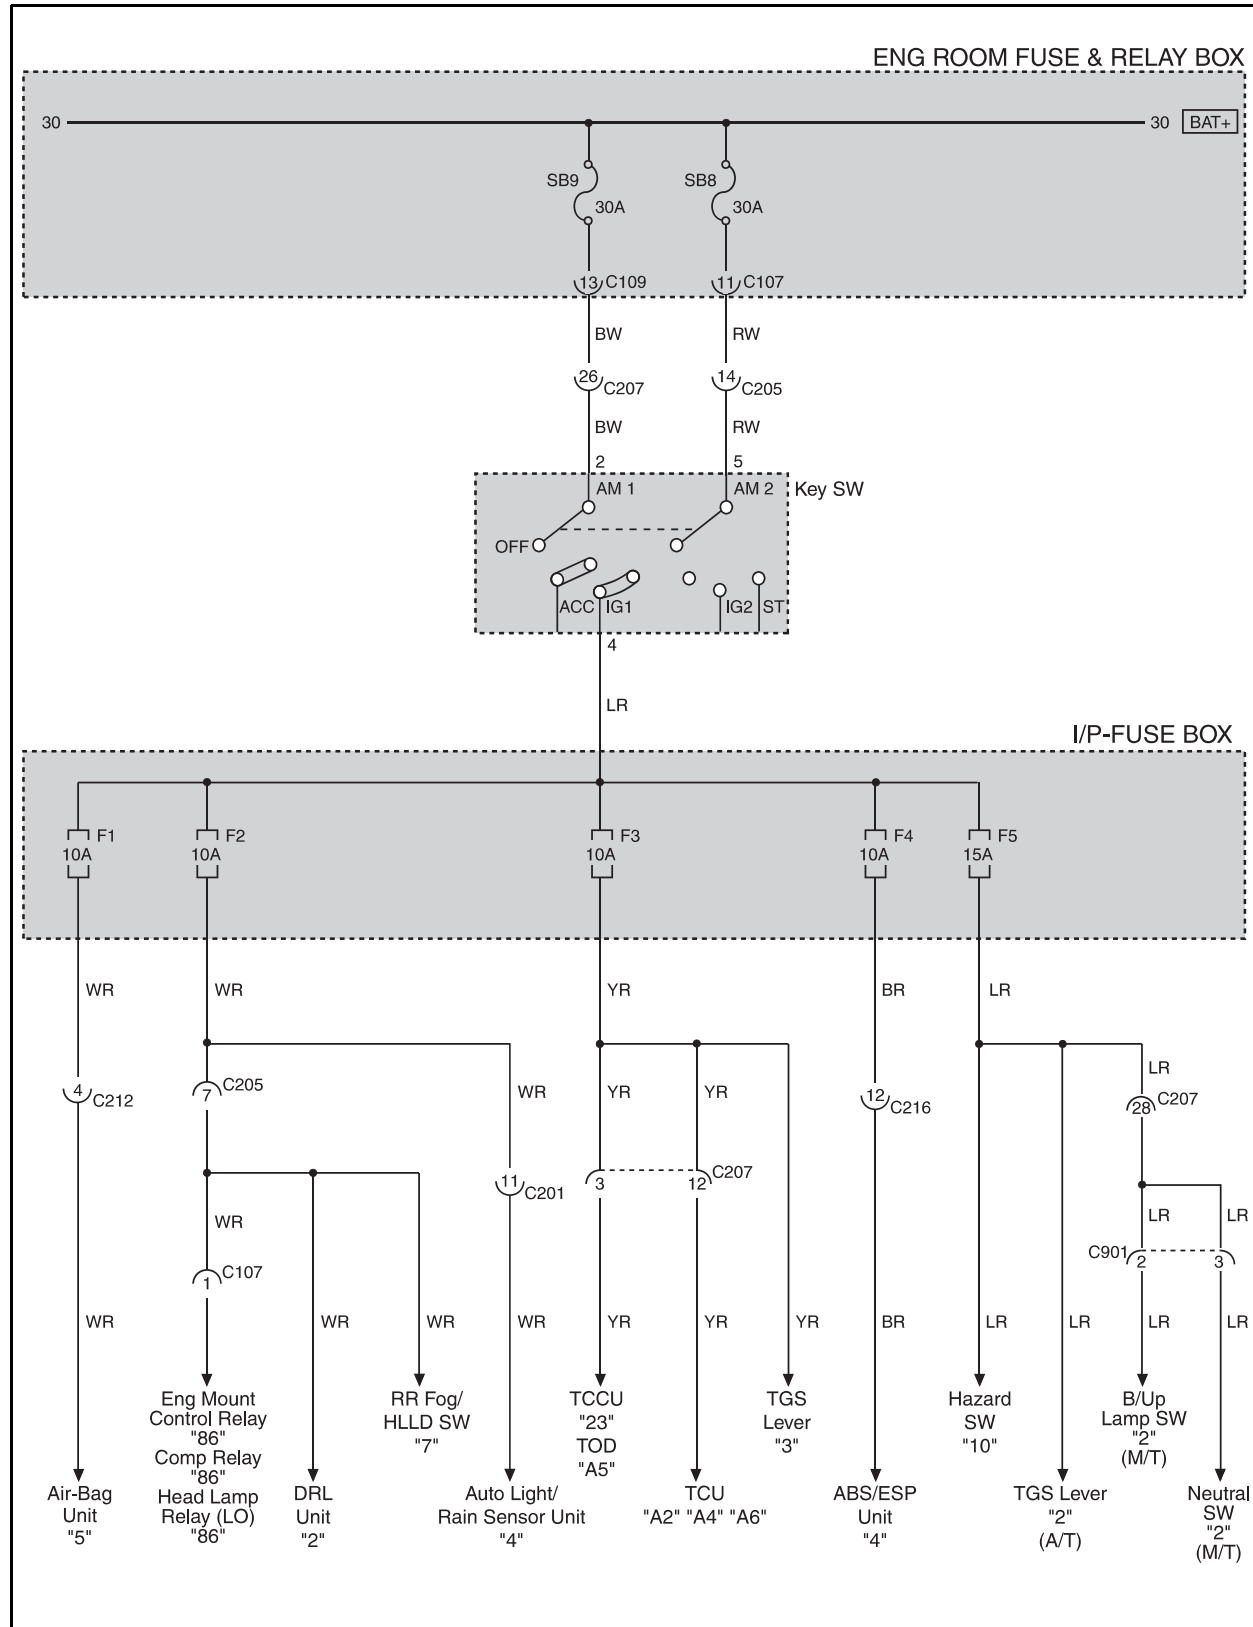 ENG ROOM FUSE & RELAY BOX
30
30 BAT+
SB9
30A
SB8
30A
13 C109
11 C107
BW
RW
26 C207
14 C205
BW
RW
2
5
AM 1
AM 2
Key SW
OFF
ACC
IG1
IG2
ST
4
LR
I/P-FUSE BOX
F1
10A
F2
10A
F3
10A
F4
10A
F5
15A
WR
WR
YR
BR
LR
4 C212
7 C205
WR
YR
YR
12 C216
LR
28 C207
11 C201
3
12 C207
WR
LR
LR
C901
2
3
1 C107
WR
WR
WR
WR
YR
YR
YR
BR
LR
LR
LR
LR
Eng Mount
Control Relay
"86"
Comp Relay
"86"
Head Lamp
Relay (LO)
"86"
RR Fog/
HLLD SW
"7"
TCCU
"23"
TOD
"A5"
TGS
Lever
"3"
Hazard
SW
"10"
B/Up
Lamp SW
"2"
(M/T)
Air-Bag
Unit
"5"
DRL
Unit
"2"
Auto Light/
Rain Sensor Unit
"4"
TCU
"A2" "A4" "A6"
ABS/ESP
Unit
"4"
TGS Lever
"2"
(A/T)
Neutral
SW
"2"
(M/T)